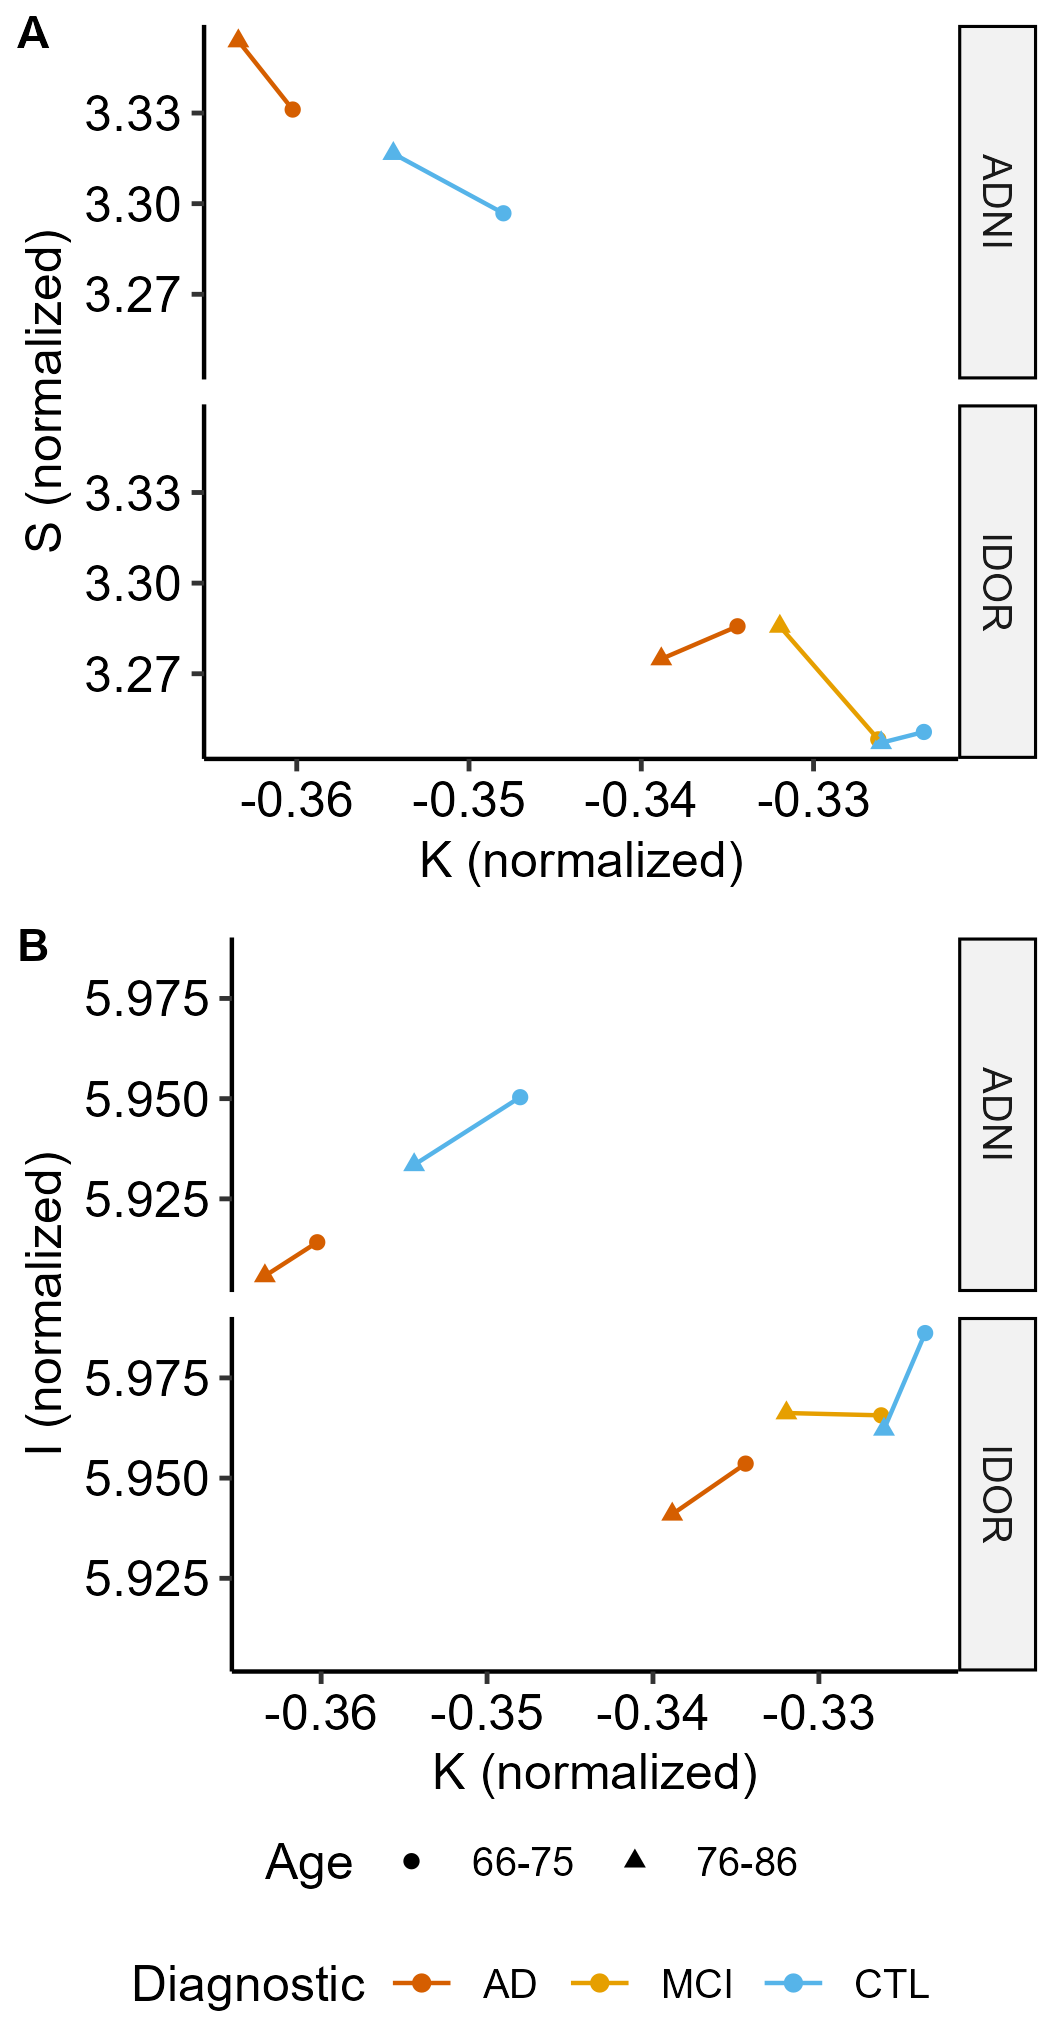 A
S (normalized)
3.33
3.30
3.27
ADNI
3.33
3.30
3.27
IDOR
-0.36 -0.35 -0.34 -0.33
K (normalized)
B
I (normalized)
5.975
5.950
5.925
ADNI
5.975
5.950
5.925
IDOR
-0.36 -0.35 -0.34 -0.33
K (normalized)
Age 66-75 76-86
Diagnostic AD MCI CTL